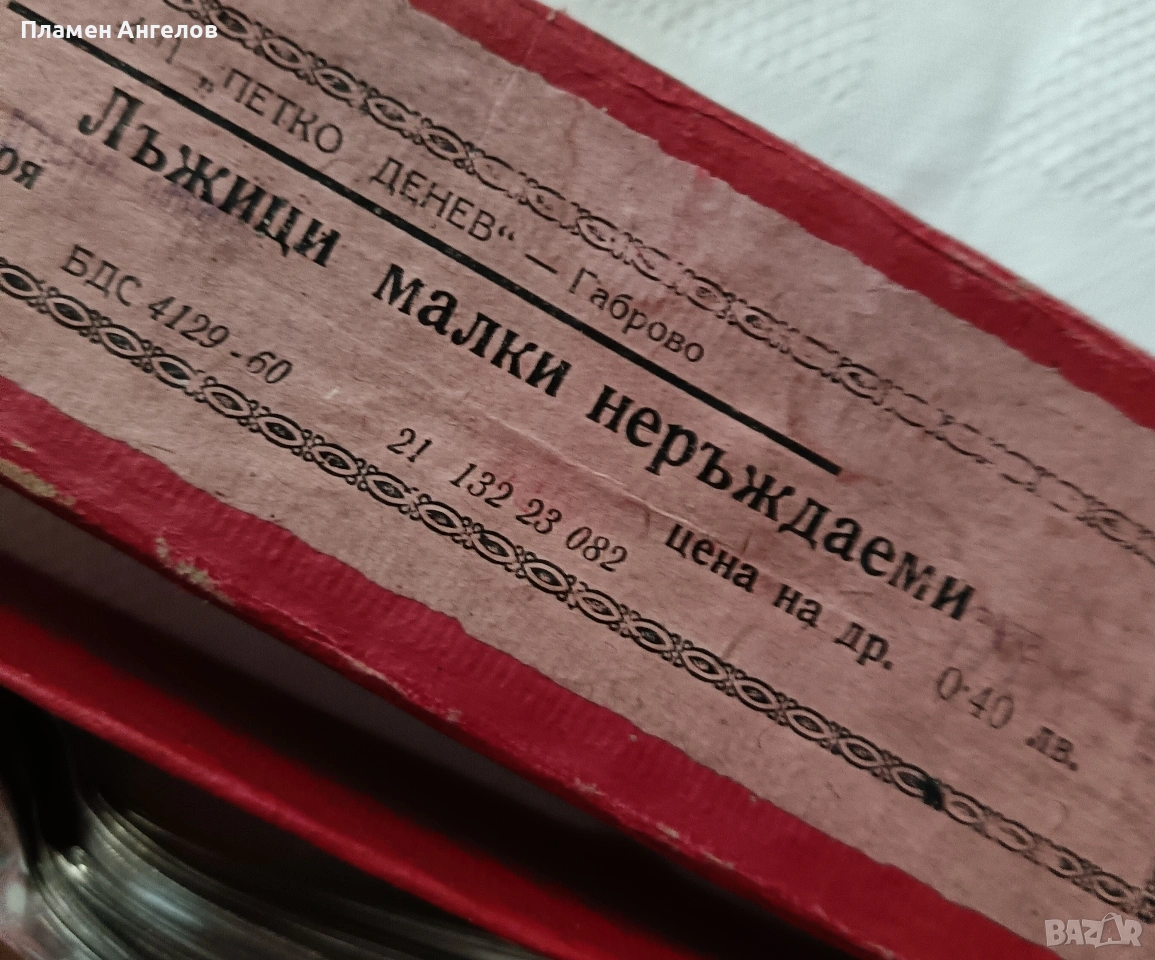 Пламен Ангелов
„ПЕТКО ДЕНЕВ“ — Габрово
Лъжици малки неръждаеми
БДС 4129-60
21 132 23 082
цена на др. 0·40 лв.
BAZAR